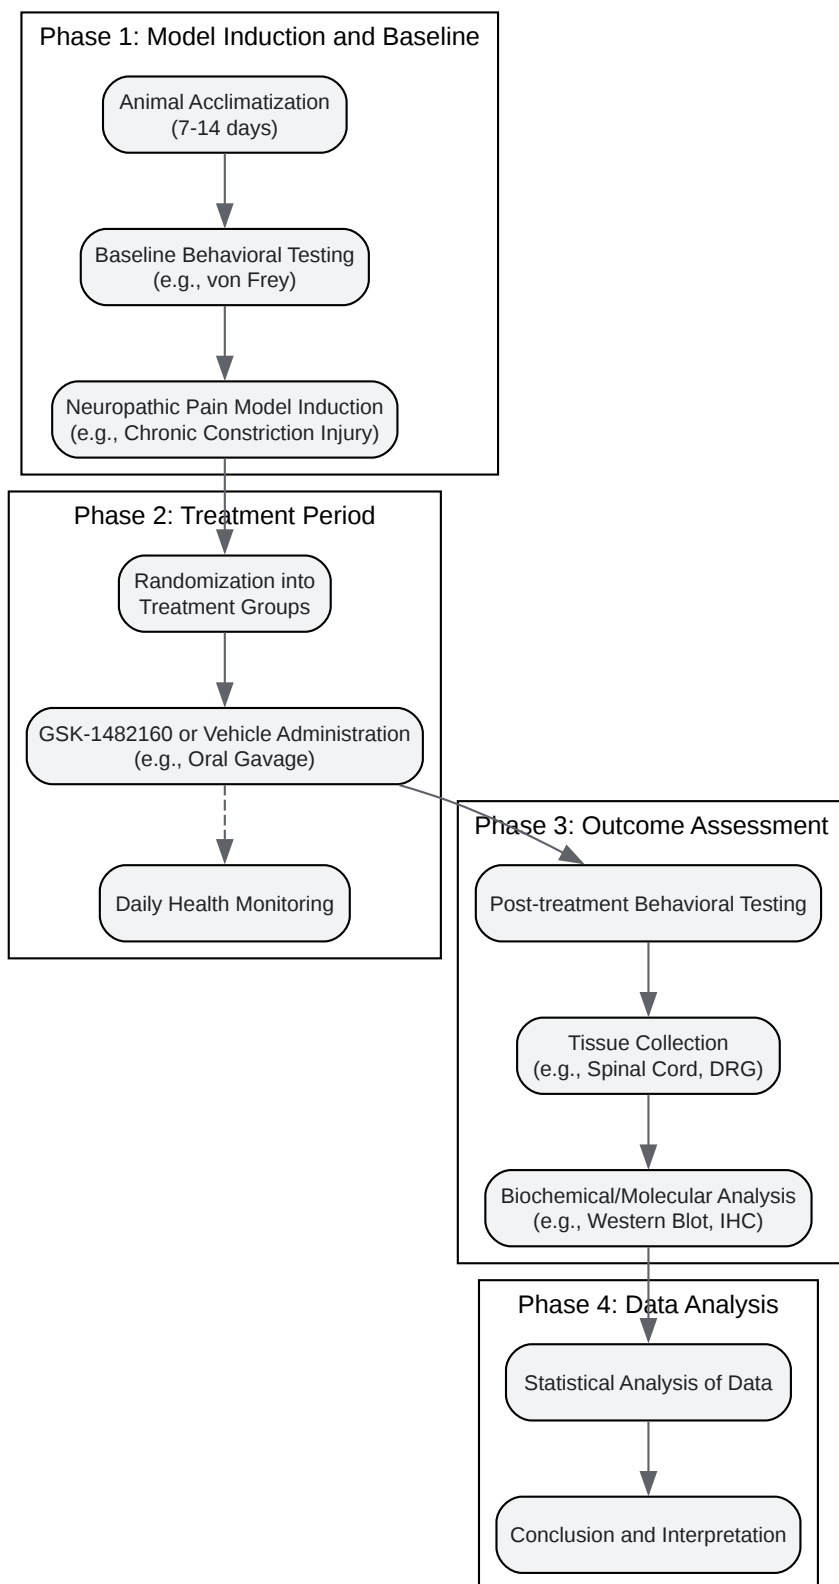 Phase 1: Model Induction and Baseline
Animal Acclimatization
(7-14 days)
Baseline Behavioral Testing
(e.g., von Frey)
Neuropathic Pain Model Induction
(e.g., Chronic Constriction Injury)
Phase 2: Treatment Period
Randomization into
Treatment Groups
GSK-1482160 or Vehicle Administration
(e.g., Oral Gavage)
Daily Health Monitoring
Phase 3: Outcome Assessment
Post-treatment Behavioral Testing
Tissue Collection
(e.g., Spinal Cord, DRG)
Biochemical/Molecular Analysis
(e.g., Western Blot, IHC)
Phase 4: Data Analysis
Statistical Analysis of Data
Conclusion and Interpretation